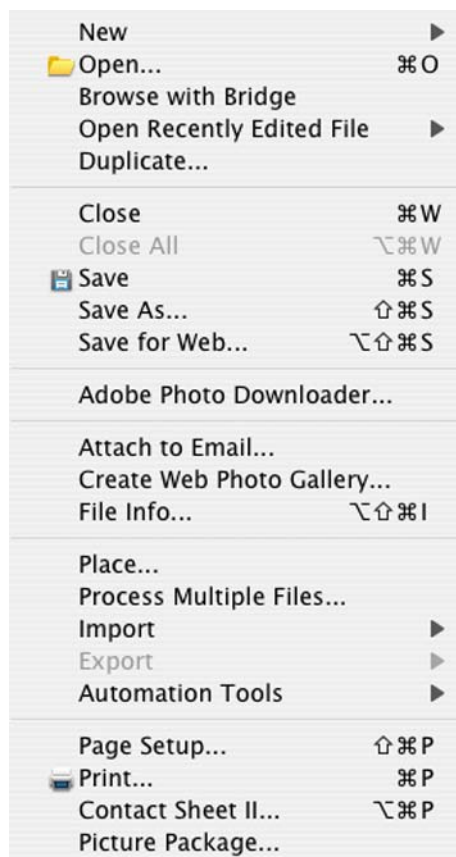 New ▶
Open... ⌘O
Browse with Bridge
Open Recently Edited File ▶
Duplicate...
Close ⌘W
Close All ⌥⌘W
Save ⌘S
Save As... ⇧⌘S
Save for Web... ⌥⇧⌘S
Adobe Photo Downloader...
Attach to Email...
Create Web Photo Gallery...
File Info... ⌥⇧⌘I
Place...
Process Multiple Files...
Import ▶
Export ▶
Automation Tools ▶
Page Setup... ⇧⌘P
Print... ⌘P
Contact Sheet II... ⌥⌘P
Picture Package...